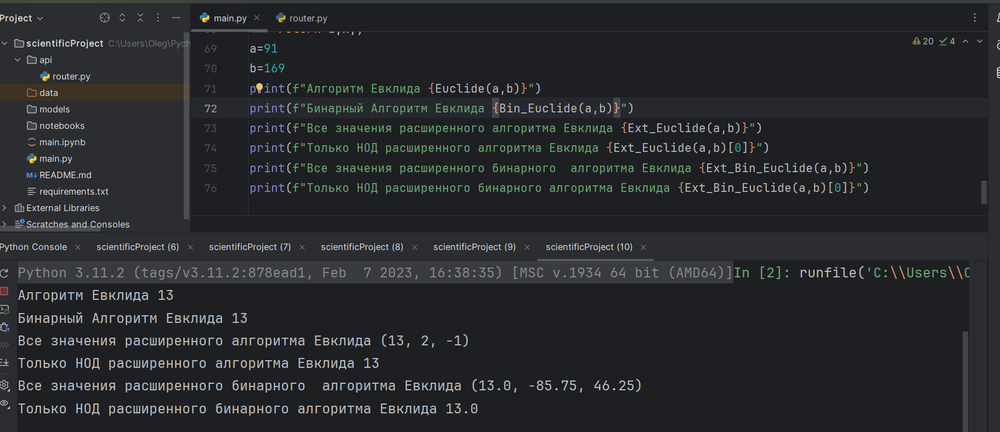 Project
main.py
router.py
scientificProject C:\Users\Oleg\Pych
api
router.py
data
models
notebooks
main.ipynb
main.py
M↓ README.md
requirements.txt
External Libraries
Scratches and Consoles
20 4
69 a=91
70 b=169
71 print(f"Алгоритм Евклида {Euclide(a,b)}")
72 print(f"Бинарный Алгоритм Евклида {Bin_Euclide(a,b)}")
73 print(f"Все значения расширенного алгоритма Евклида {Ext_Euclide(a,b)}")
74 print(f"Только НОД расширенного алгоритма Евклида {Ext_Euclide(a,b)[0]}")
75 print(f"Все значения расширенного бинарного  алгоритма Евклида {Ext_Bin_Euclide(a,b)}")
76 print(f"Только НОД расширенного бинарного алгоритма Евклида {Ext_Bin_Euclide(a,b)[0]}")
Python Console scientificProject (6) scientificProject (7) scientificProject (8) scientificProject (9) scientificProject (10)
Python 3.11.2 (tags/v3.11.2:878ead1, Feb  7 2023, 16:38:35) [MSC v.1934 64 bit (AMD64)]In [2]: runfile('C:\\Users\\O
Алгоритм Евклида 13
Бинарный Алгоритм Евклида 13
Все значения расширенного алгоритма Евклида (13, 2, -1)
Только НОД расширенного алгоритма Евклида 13
Все значения расширенного бинарного  алгоритма Евклида (13.0, -85.75, 46.25)
Только НОД расширенного бинарного алгоритма Евклида 13.0